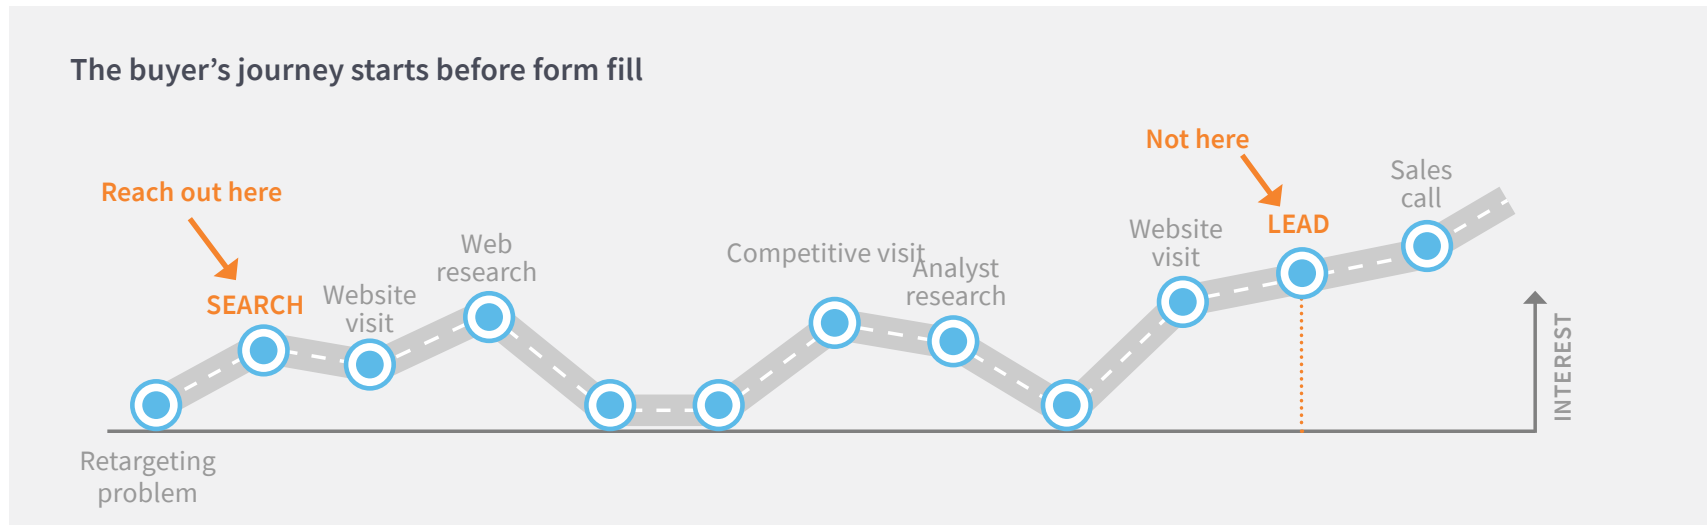 The buyer’s journey starts before form fill
Reach out here
SEARCH
Website
visit
Web
research
Competitive visit
Analyst
research
Website
visit
Not here
LEAD
Sales
call
INTEREST
Retargeting
problem